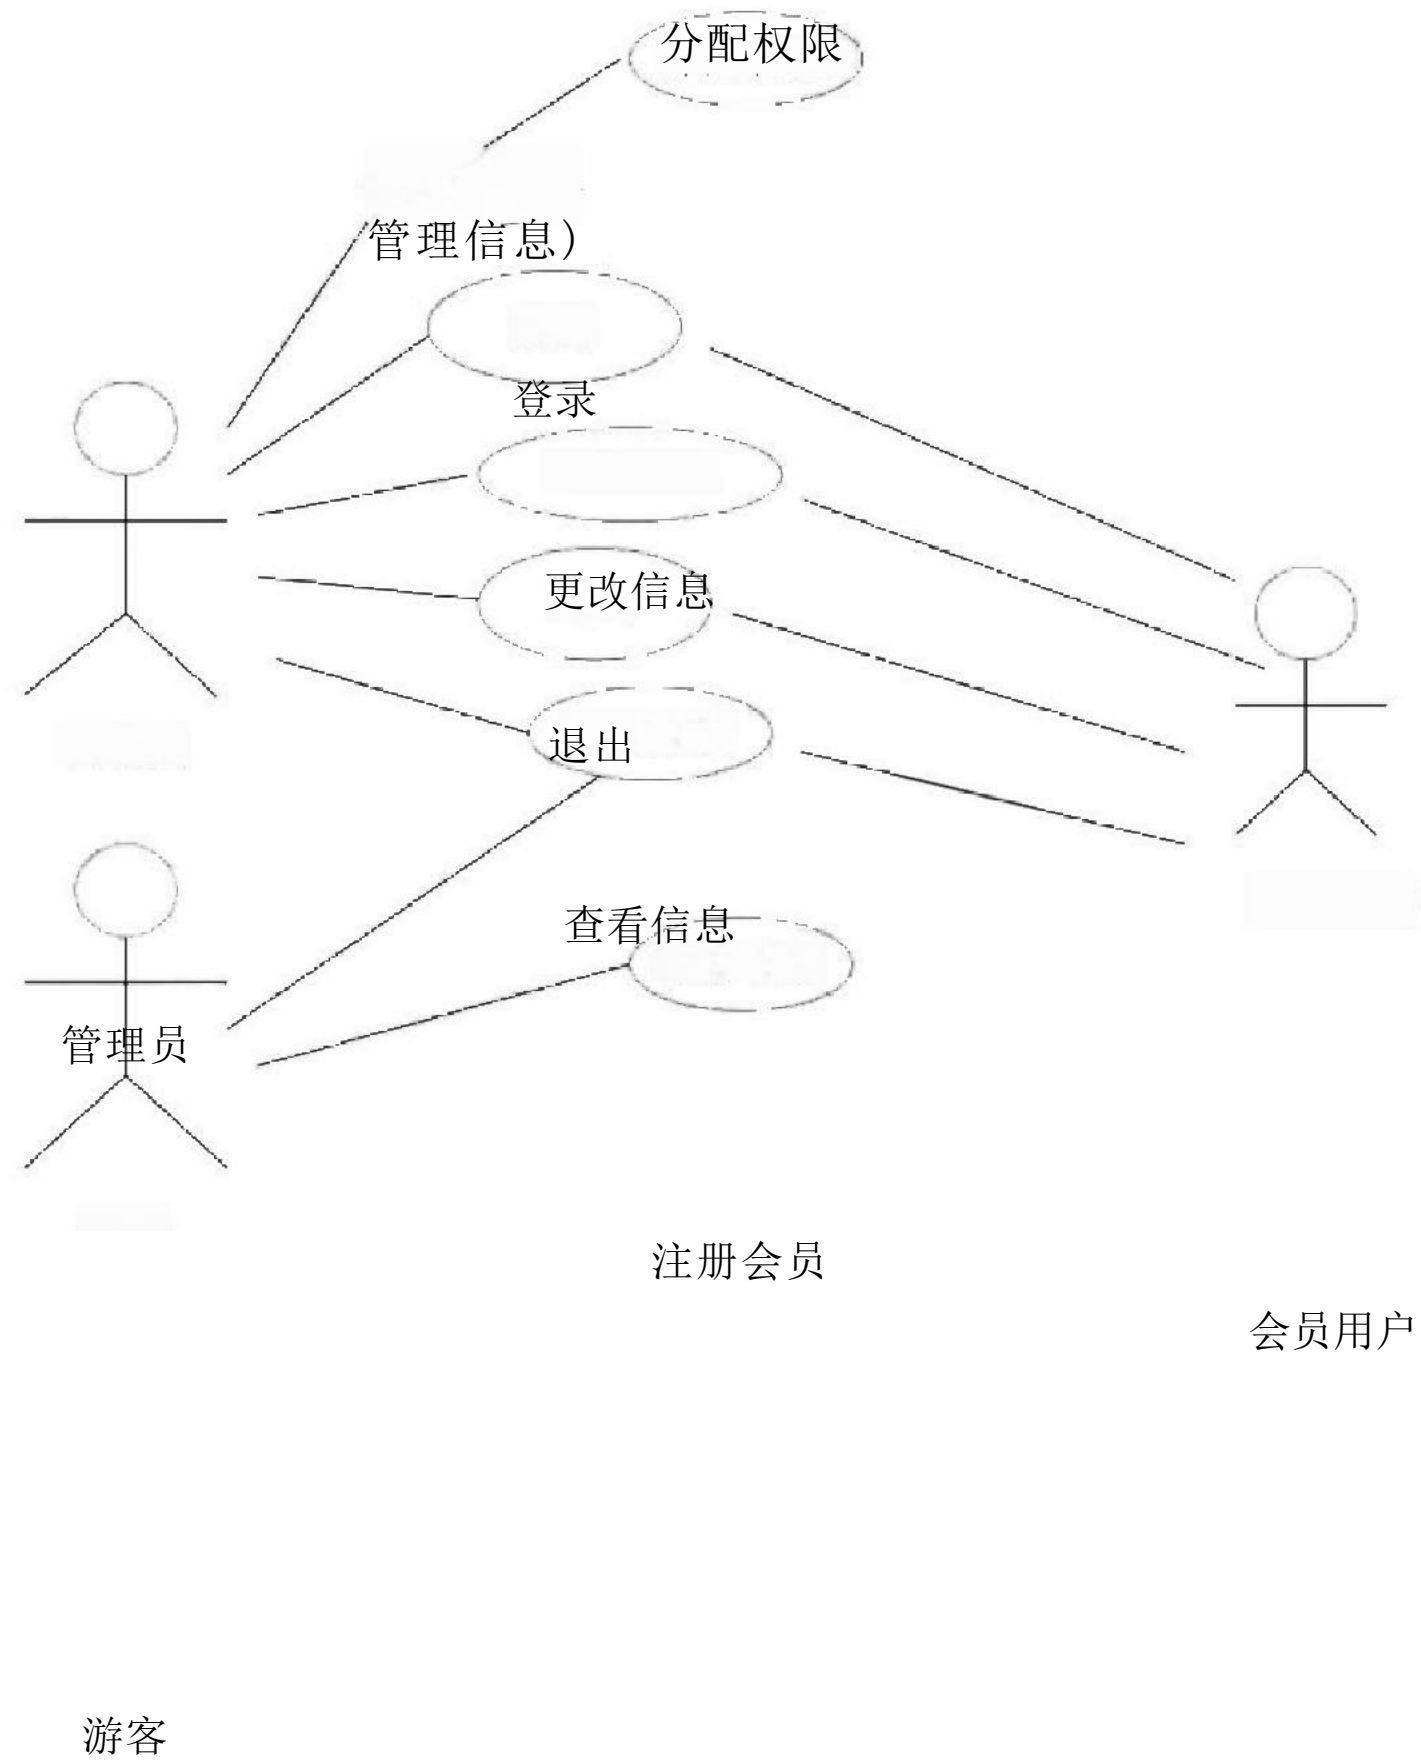 分配权限
管理信息）
登录
更改信息
退出
查看信息
管理员
注册会员
会员用户
游客